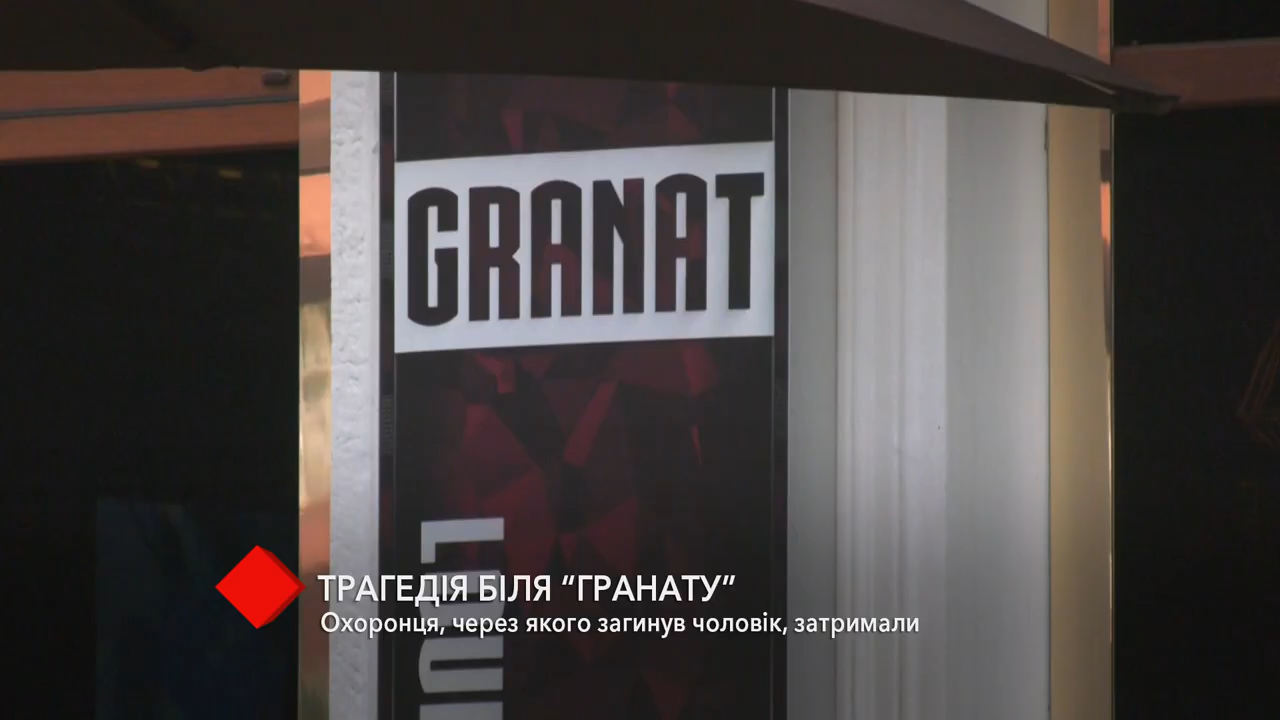 GRANAT
ТРАГЕДІЯ БІЛЯ “ГРАНАТУ”
Охоронця, через якого загинув чоловік, затримали